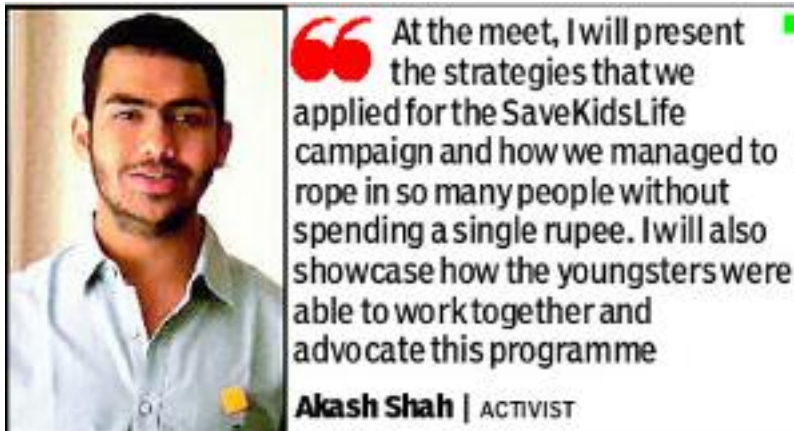 At the meet, I will present
the strategies that we
applied for the SaveKidsLife
campaign and how we managed to
rope in so many people without
spending a single rupee. I will also
showcase how the youngsters were
able to work together and
advocate this programme
Akash Shah | ACTIVIST